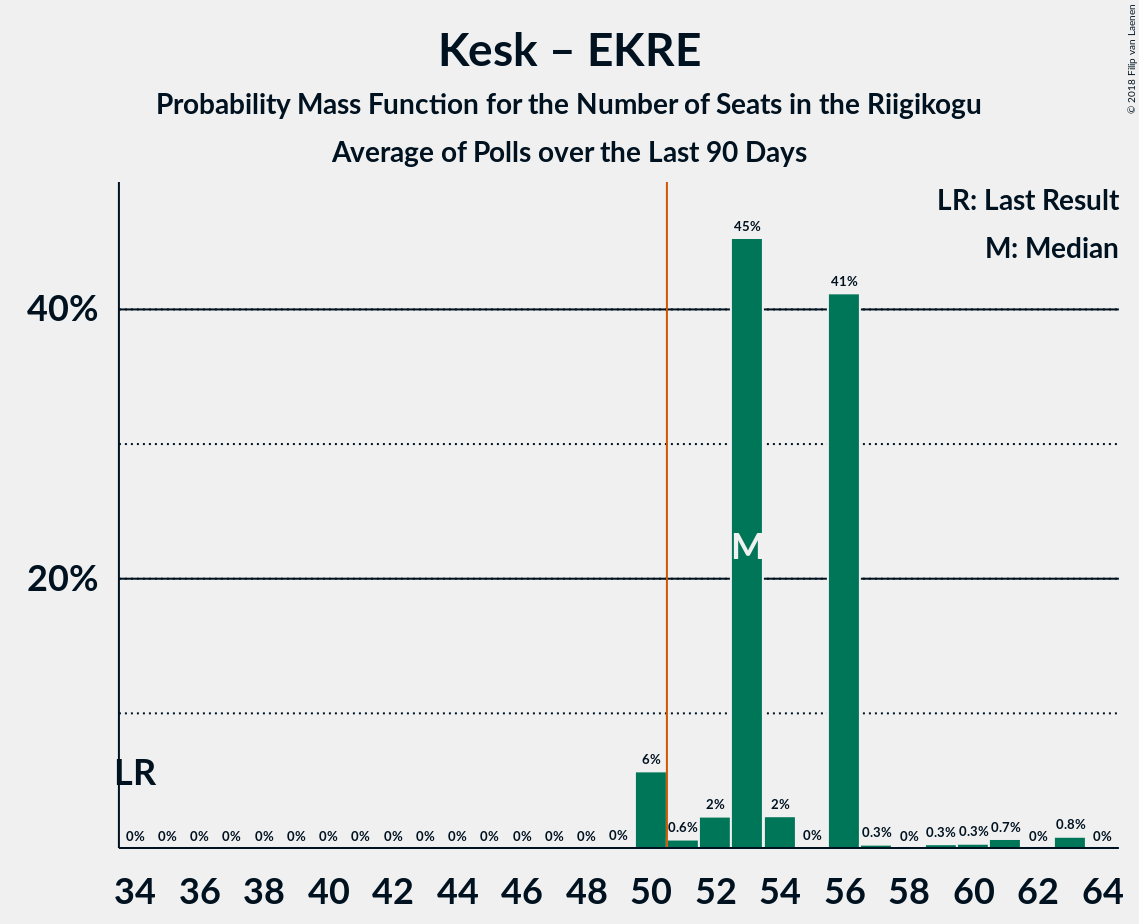 Kesk – EKRE
Probability Mass Function for the Number of Seats in the Riigikogu
Average of Polls over the Last 90 Days
© 2018 Filip van Laenen
LR: Last Result
M: Median
45%
41%
40%
M
20%
LR
6%
2%
2%
0% 0% 0% 0% 0% 0% 0% 0% 0% 0% 0% 0% 0% 0% 0% 0% 0.6% 0% 0.3% 0% 0.3% 0.3% 0.7% 0% 0.8% 0%
34 36 38 40 42 44 46 48 50 52 54 56 58 60 62 64